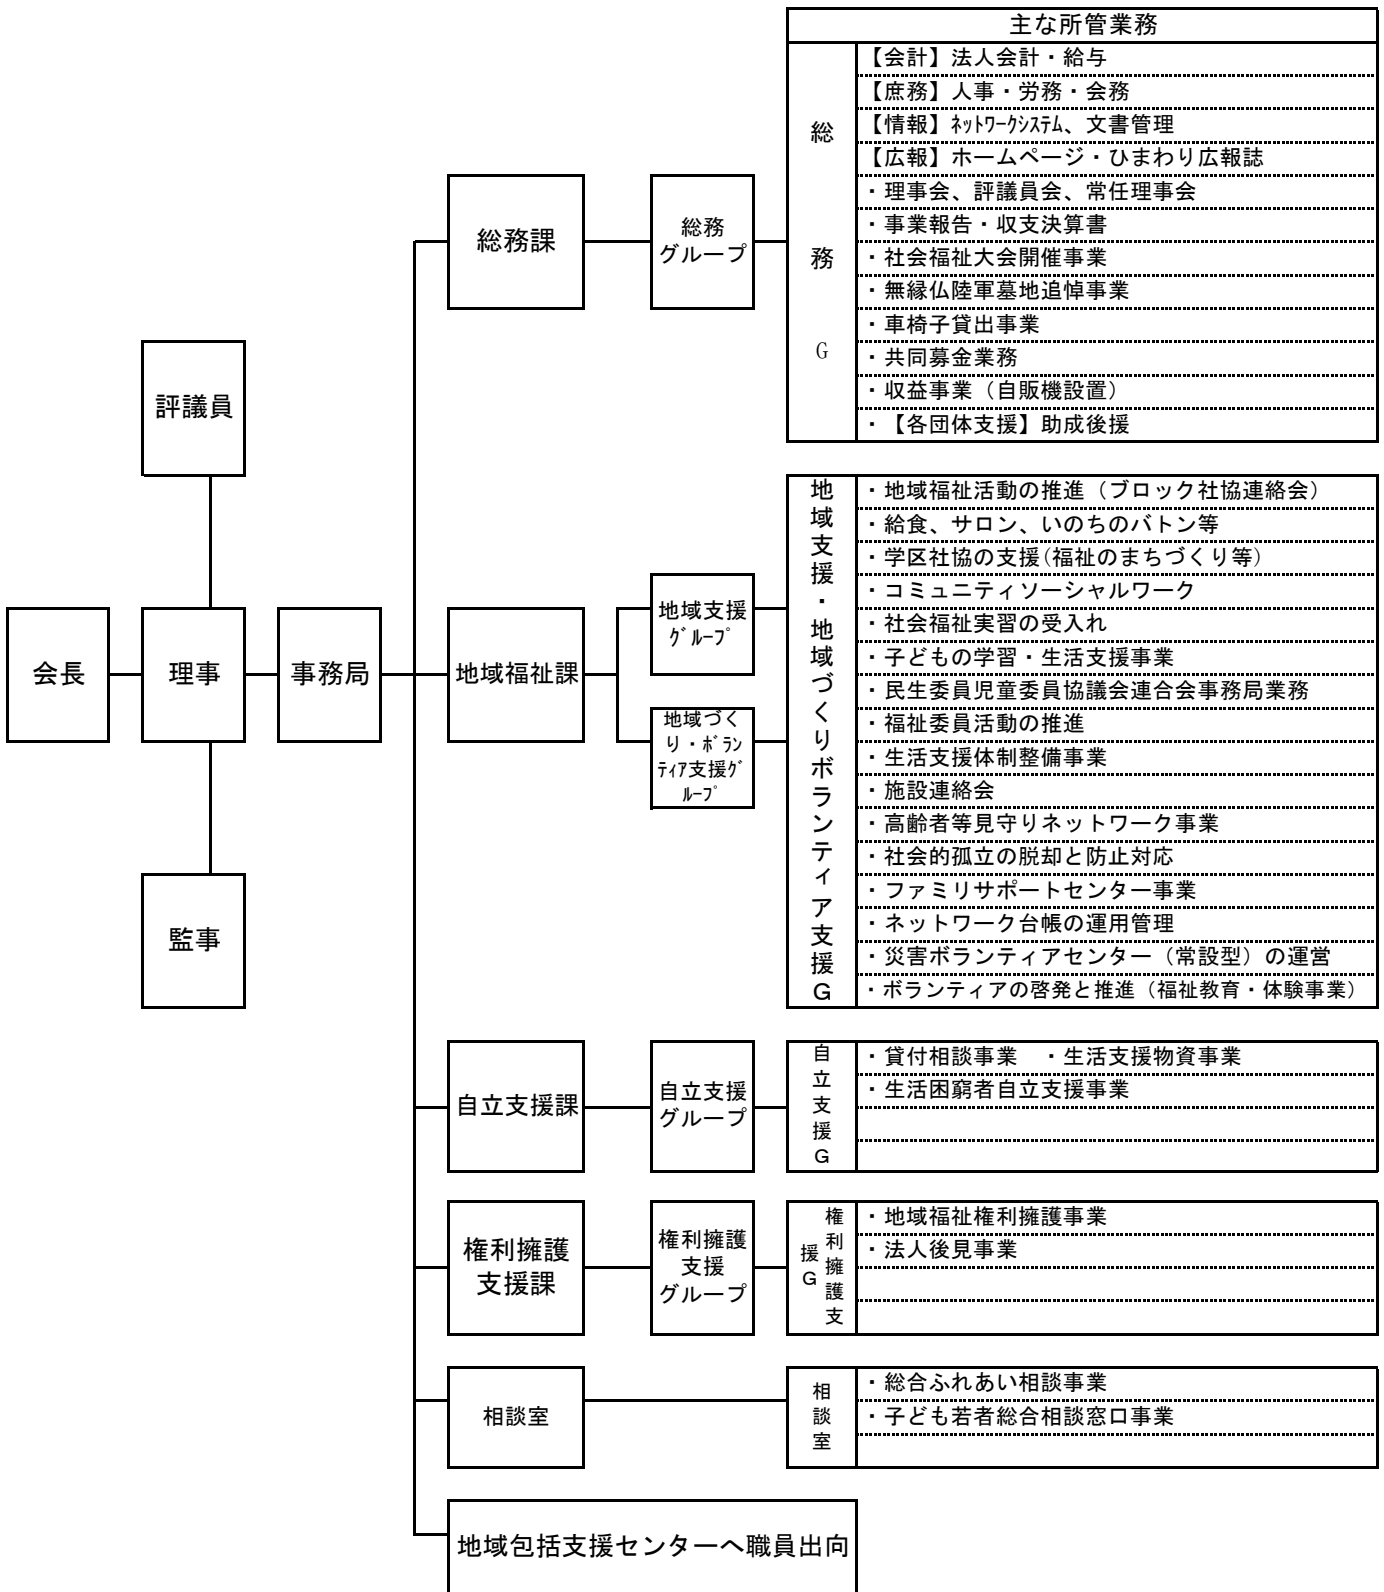 主な所管業務
総務G
【会計】法人会計・給与
【庶務】人事・労務・会務
【情報】ﾈｯﾄﾜｰｸｼｽﾃﾑ、文書管理
【広報】ホームページ・ひまわり広報誌
・理事会、評議員会、常任理事会
・事業報告・収支決算書
・社会福祉大会開催事業
・無縁仏陸軍墓地追悼事業
・車椅子貸出事業
・共同募金業務
・収益事業（自販機設置）
・【各団体支援】助成後援
総務課
総務
グループ
評議員
会長
理事
事務局
監事
地域福祉課
地域支援
ｸﾞﾙｰﾌﾟ
地域づく
り・ﾎﾞﾗﾝ
ﾃｨｱ支援ｸﾞ
ﾙｰﾌﾟ
地域支援・地域づくりボランティア支援G
・地域福祉活動の推進（ブロック社協連絡会）
・給食、サロン、いのちのバトン等
・学区社協の支援(福祉のまちづくり等)
・コミュニティソーシャルワーク
・社会福祉実習の受入れ
・子どもの学習・生活支援事業
・民生委員児童委員協議会連合会事務局業務
・福祉委員活動の推進
・生活支援体制整備事業
・施設連絡会
・高齢者等見守りネットワーク事業
・社会的孤立の脱却と防止対応
・ファミリサポートセンター事業
・ネットワーク台帳の運用管理
・災害ボランティアセンター（常設型）の運営
・ボランティアの啓発と推進（福祉教育・体験事業）
自立支援課
自立支援
グループ
自立支援G
・貸付相談事業　・生活支援物資事業
・生活困窮者自立支援事業
権利擁護
支援課
権利擁護
支援
グループ
権利擁護支
援G
・地域福祉権利擁護事業
・法人後見事業
相談室
相談室
・総合ふれあい相談事業
・子ども若者総合相談窓口事業
地域包括支援センターへ職員出向